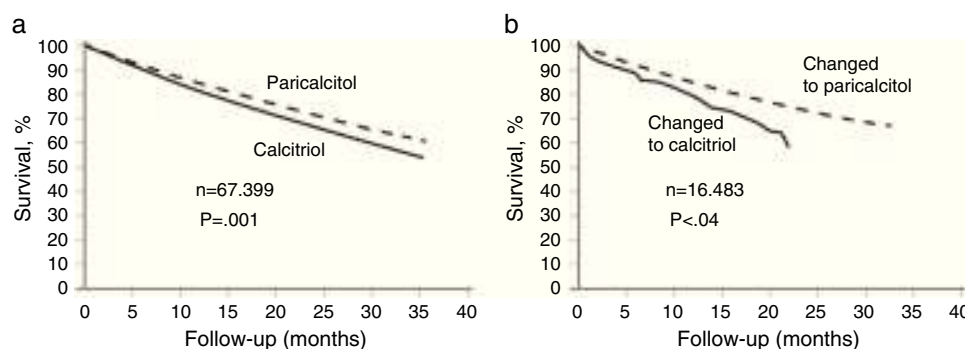 a
Survival, %
100
90
80
70
60
50
40
30
20
10
0
Paricalcitol
Calcitriol
n=67.399
P=.001
0 5 10 15 20 25 30 35 40
Follow-up (months)
b
Survival, %
100
90
80
70
60
50
40
30
20
10
0
Changed
to paricalcitol
Changed
to calcitriol
n=16.483
P<.04
0 5 10 15 20 25 30 35 40
Follow-up (months)